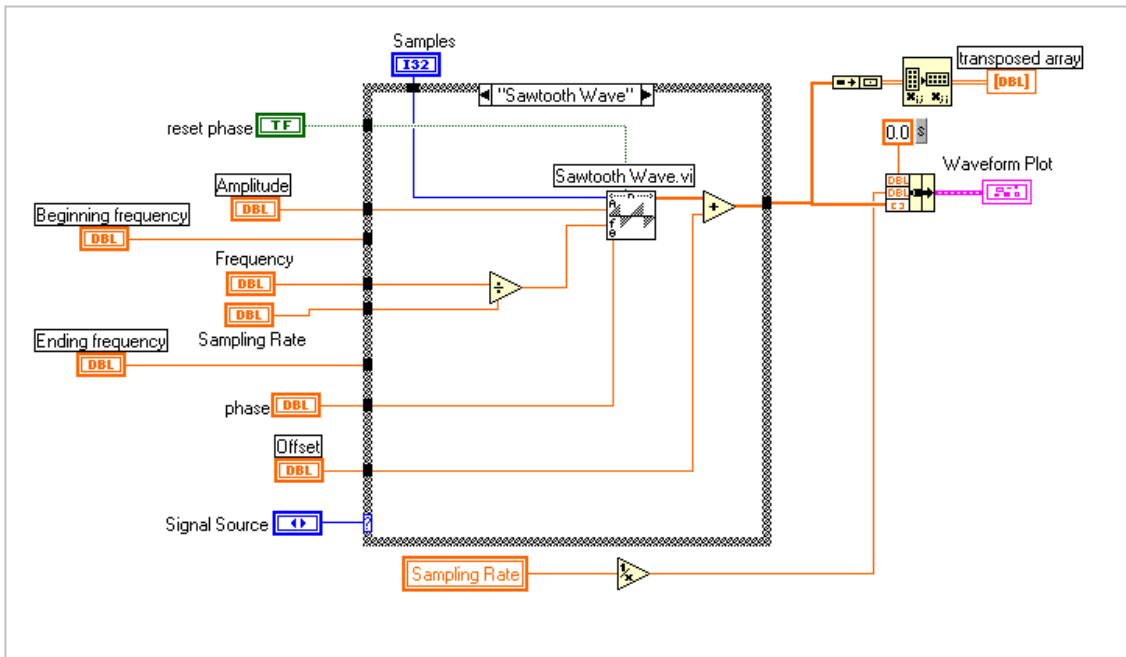 Samples
I32
"Sawtooth Wave"
transposed array
[DBL]
reset phase
TF
0.0
s
Waveform Plot
Sawtooth Wave.vi
Amplitude
DBL
DBL
DBL
Beginning frequency
DBL
+
Frequency
DBL
÷
DBL
Sampling Rate
Ending frequency
DBL
phase
DBL
Offset
DBL
Signal Source
?
Sampling Rate
1/x